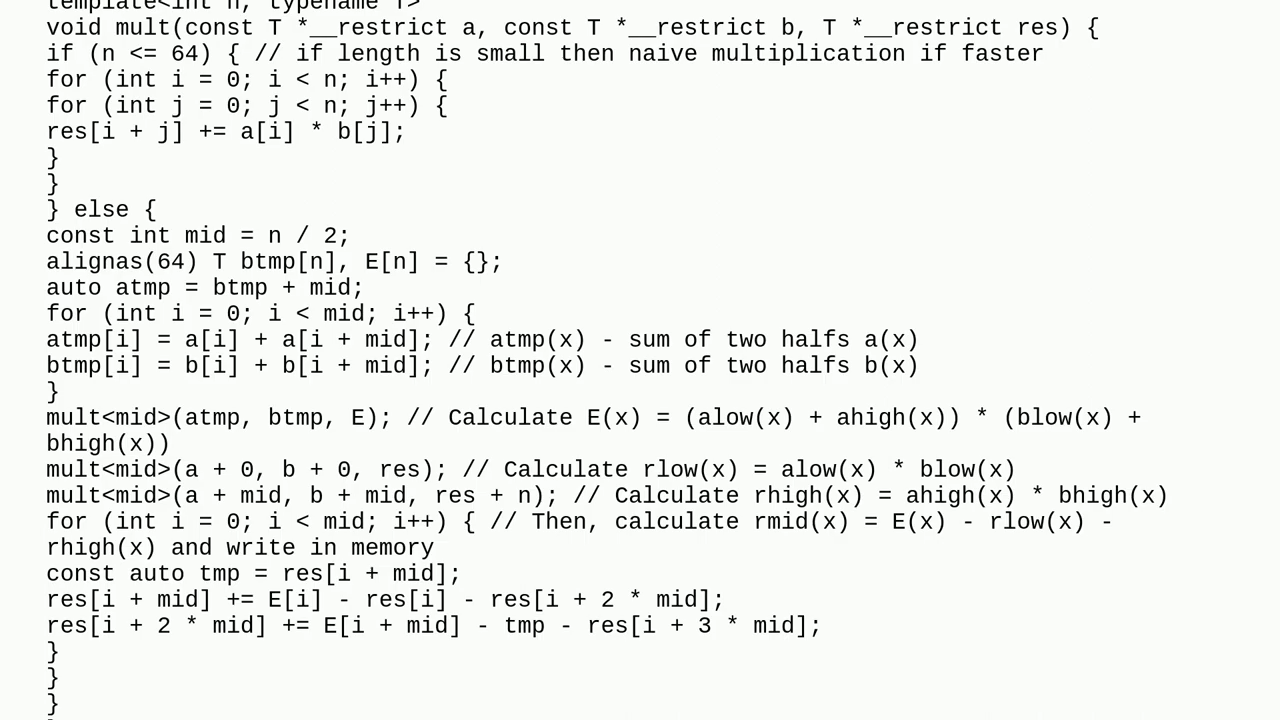 template<int n, typename T>
void mult(const T *__restrict a, const T *__restrict b, T *__restrict res) {
if (n <= 64) { // if length is small then naive multiplication if faster
for (int i = 0; i < n; i++) {
for (int j = 0; j < n; j++) {
res[i + j] += a[i] * b[j];
}
}
} else {
const int mid = n / 2;
alignas(64) T btmp[n], E[n] = {};
auto atmp = btmp + mid;
for (int i = 0; i < mid; i++) {
atmp[i] = a[i] + a[i + mid]; // atmp(x) - sum of two halfs a(x)
btmp[i] = b[i] + b[i + mid]; // btmp(x) - sum of two halfs b(x)
}
mult<mid>(atmp, btmp, E); // Calculate E(x) = (alow(x) + ahigh(x)) * (blow(x) +
bhigh(x))
mult<mid>(a + 0, b + 0, res); // Calculate rlow(x) = alow(x) * blow(x)
mult<mid>(a + mid, b + mid, res + n); // Calculate rhigh(x) = ahigh(x) * bhigh(x)
for (int i = 0; i < mid; i++) { // Then, calculate rmid(x) = E(x) - rlow(x) -
rhigh(x) and write in memory
const auto tmp = res[i + mid];
res[i + mid] += E[i] - res[i] - res[i + 2 * mid];
res[i + 2 * mid] += E[i + mid] - tmp - res[i + 3 * mid];
}
}
}